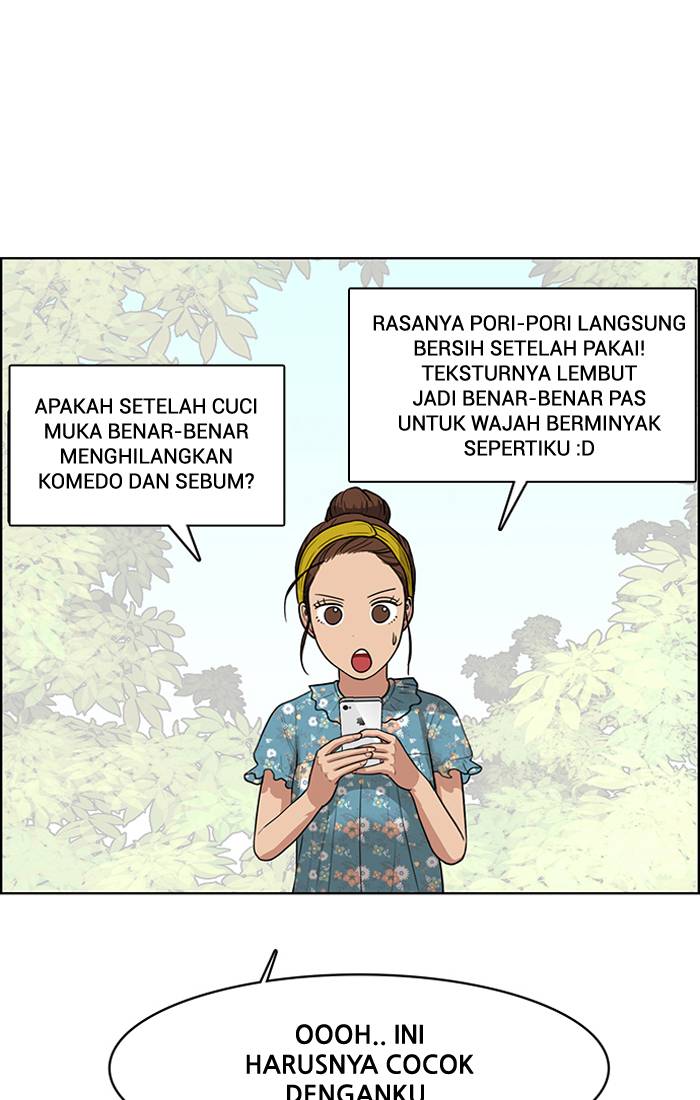 APAKAH SETELAH CUCI
MUKA BENAR-BENAR
MENGHILANGKAN
KOMEDO DAN SEBUM?
RASANYA PORI-PORI LANGSUNG
BERSIH SETELAH PAKAI!
TEKSTURNYA LEMBUT
JADI BENAR-BENAR PAS
UNTUK WAJAH BERMINYAK
SEPERTIKU :D
OOOH.. INI
HARUSNYA COCOK
DENGANKU